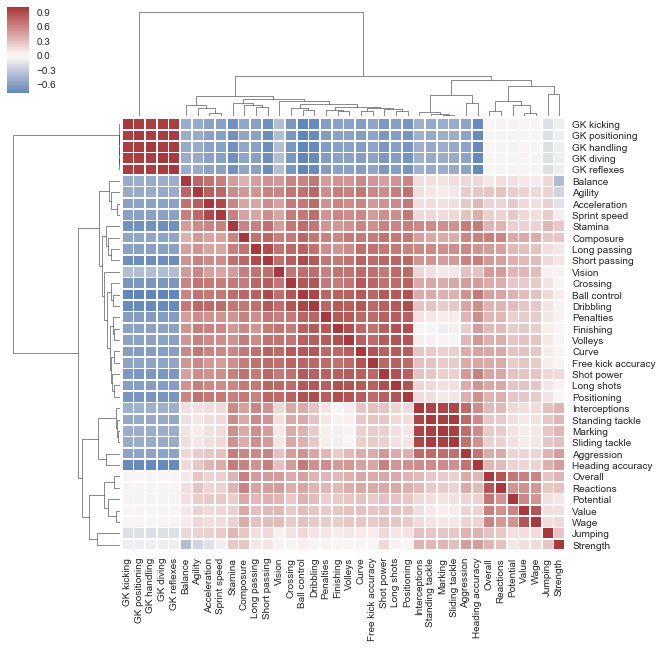 0.9
0.6
0.3
0.0
−0.3
−0.6
GK kicking
GK positioning
GK handling
GK diving
GK reflexes
Balance
Agility
Acceleration
Sprint speed
Stamina
Composure
Long passing
Short passing
Vision
Crossing
Ball control
Dribbling
Penalties
Finishing
Volleys
Curve
Free kick accuracy
Shot power
Long shots
Positioning
Interceptions
Standing tackle
Marking
Sliding tackle
Aggression
Heading accuracy
Overall
Reactions
Potential
Value
Wage
Jumping
Strength
GK kicking
GK positioning
GK handling
GK diving
GK reflexes
Balance
Agility
Acceleration
Sprint speed
Stamina
Composure
Long passing
Short passing
Vision
Crossing
Ball control
Dribbling
Penalties
Finishing
Volleys
Curve
Free kick accuracy
Shot power
Long shots
Positioning
Interceptions
Standing tackle
Marking
Sliding tackle
Aggression
Heading accuracy
Overall
Reactions
Potential
Value
Wage
Jumping
Strength